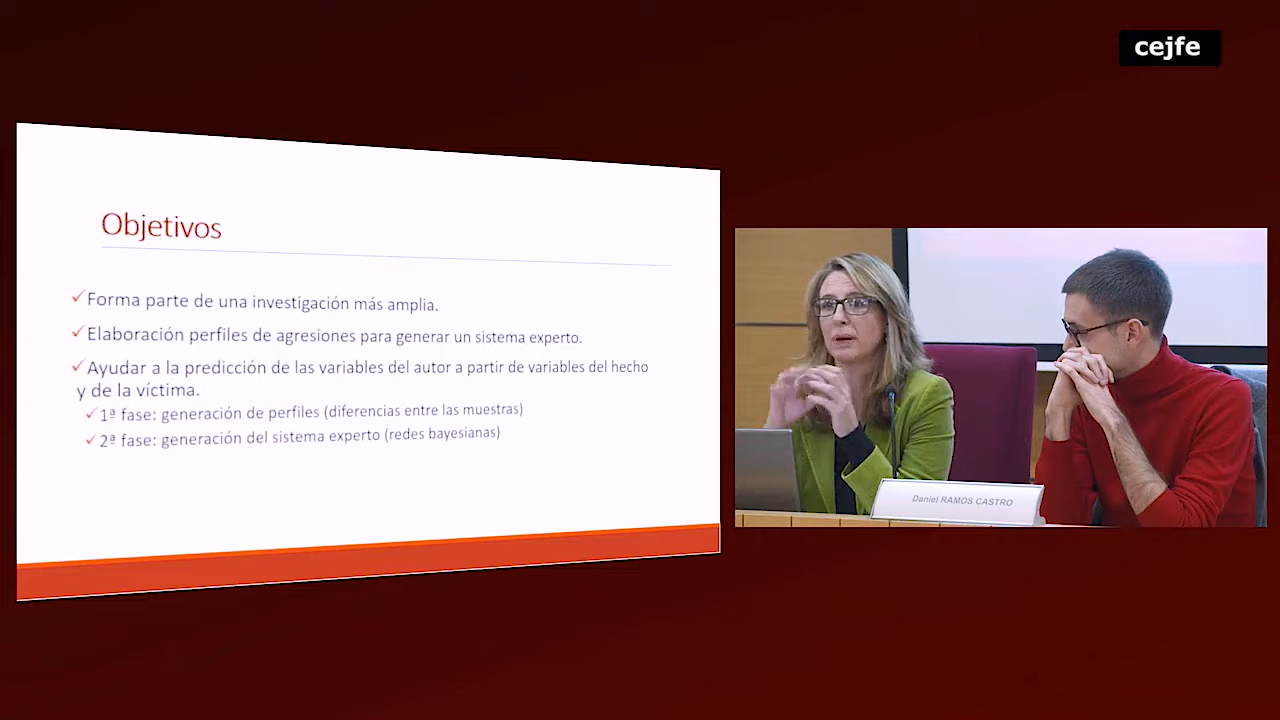 cejfe
Objetivos
✓Forma parte de una investigación más amplia.
✓Elaboración perfiles de agresiones para generar un sistema experto.
✓Ayudar a la predicción de las variables del autor a partir de variables del hecho
y de la víctima.
✓1ª fase: generación de perfiles (diferencias entre las muestras)
✓2ª fase: generación del sistema experto (redes bayesianas)
Daniel RAMOS CASTRO